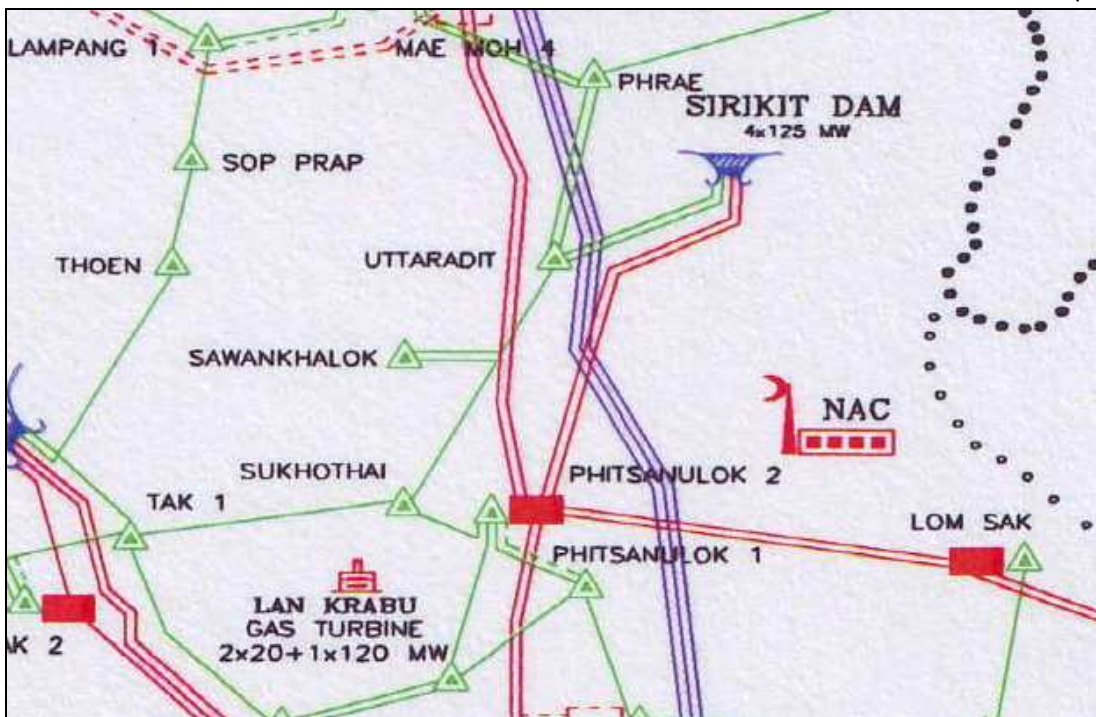 LAMPANG 1
MAE MOH 4
PHRAE
SIRIKIT DAM
4x125 MW
SOP PRAP
THOEN
UTTARADIT
SAWANKHALOK
NAC
SUKHOTHAI
PHITSANULOK 2
TAK 1
LOM SAK
PHITSANULOK 1
LAN KRABU
GAS TURBINE
AK 2
2x20+1x120 MW